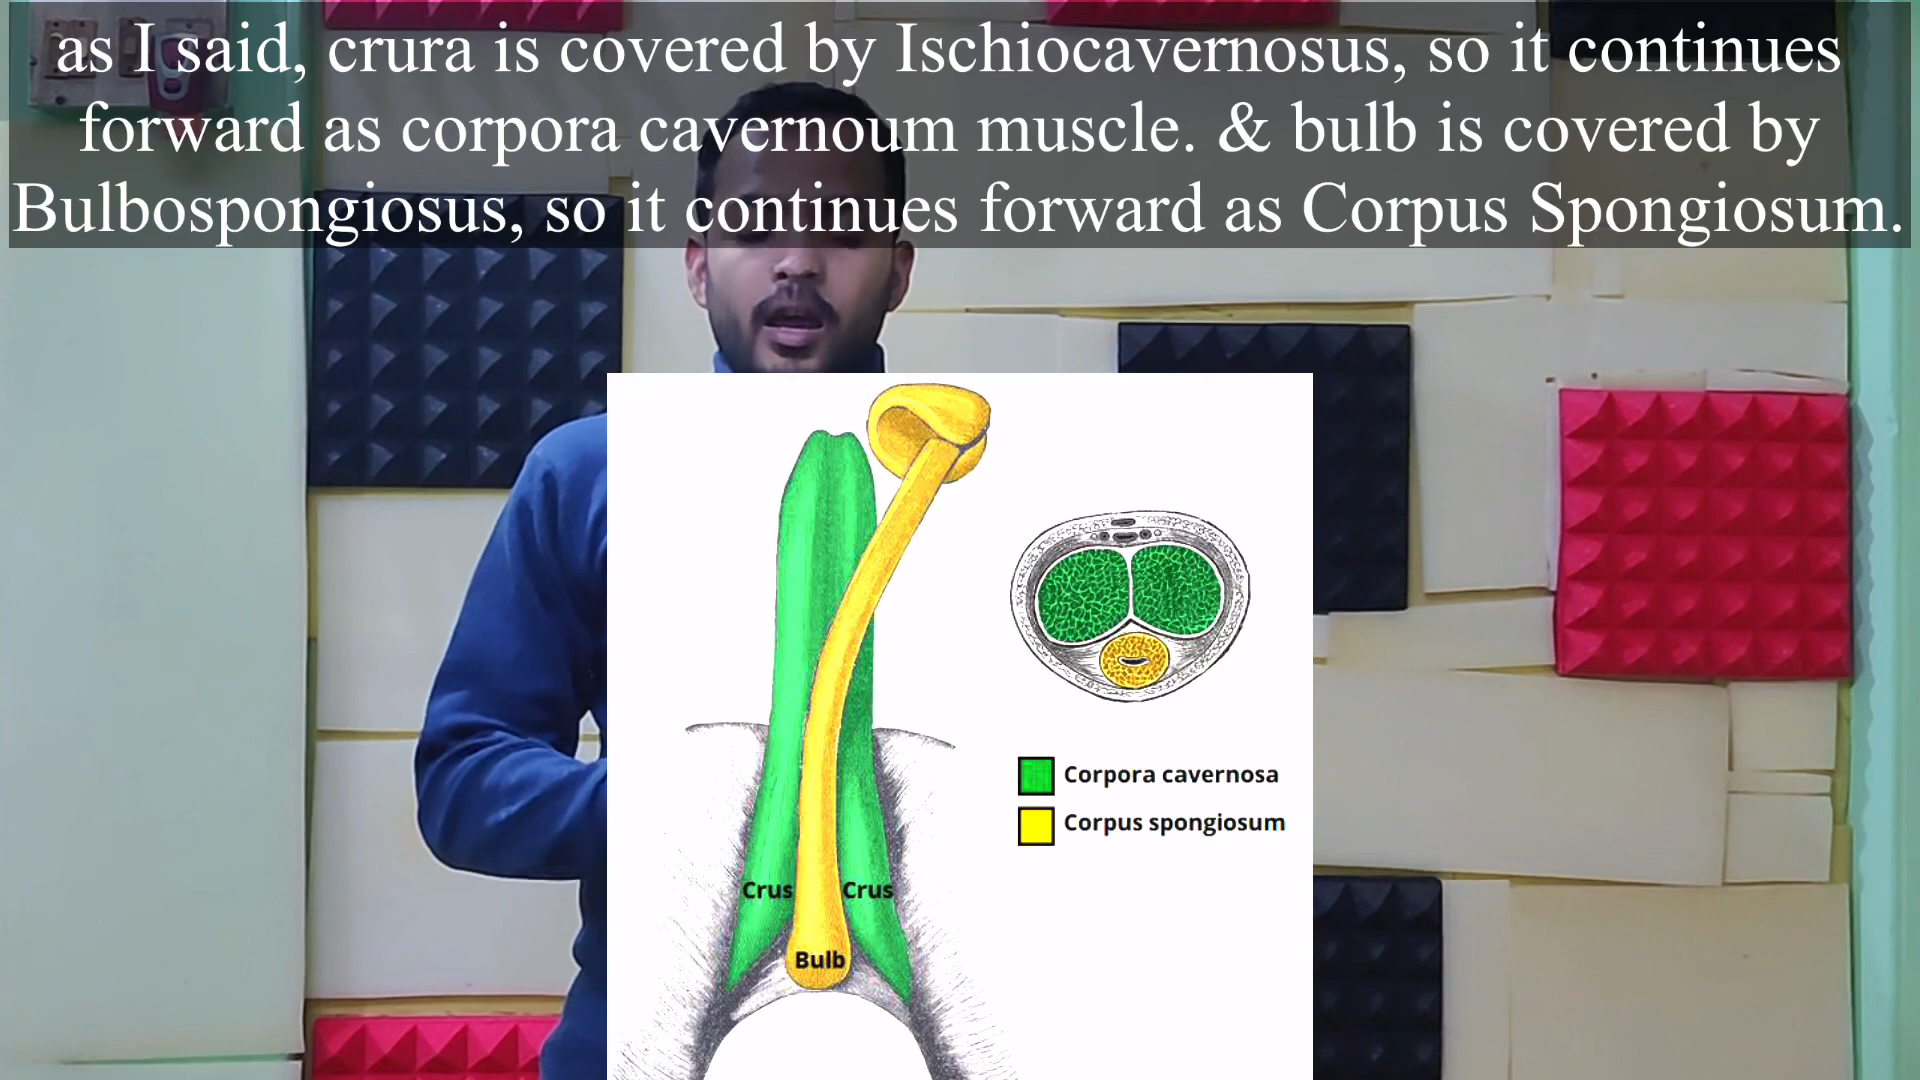 as I said, crura is covered by Ischiocavernosus, so it continues
forward as corpora cavernoum muscle. & bulb is covered by
Bulbospongiosus, so it continues forward as Corpus Spongiosum.
Corpora cavernosa
Corpus spongiosum
Crus Crus
Bulb